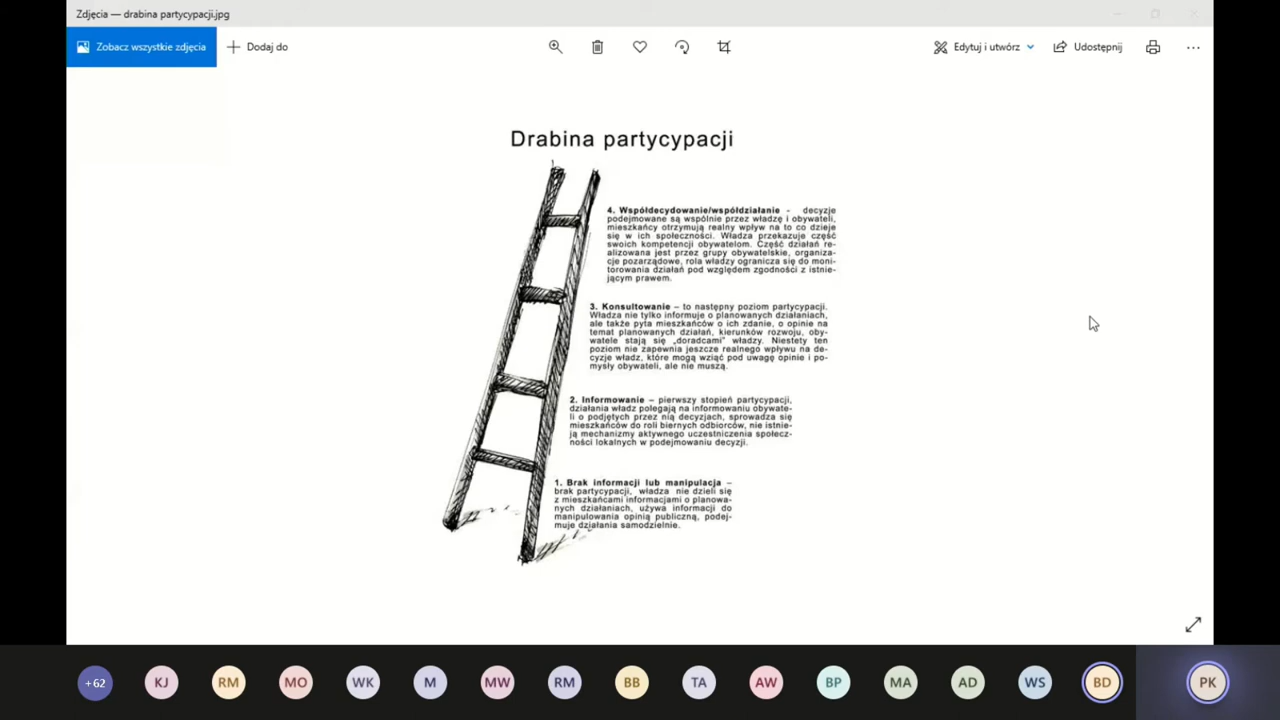 Zdjęcia — drabina partycypacji.jpg
Zobacz wszystkie zdjęcia
Dodaj do
Edytuj i utwórz
Udostępnij
Drabina partycypacji
4. Współdecydowanie/współdziałanie - decyzje
podejmowane są wspólnie przez władzę i obywateli,
mieszkańcy otrzymują realny wpływ na to co dzieje
się w ich społeczności. Władza przekazuje część
swoich kompetencji obywatelom. Część działań re-
alizowana jest przez grupy obywatelskie, organiza-
cje pozarządowe, rola władzy ogranicza się do moni-
torowania działań pod względem zgodności z istnie-
jącym prawem.
3. Konsultowanie – to następny poziom partycypacji.
Władza nie tylko informuje o planowanych działaniach,
ale także pyta mieszkańców o ich zdanie, o opinie na
temat planowanych działań, kierunków rozwoju, oby-
watele stają się „doradcami” władzy. Niestety ten
poziom nie zapewnia jeszcze realnego wpływu na de-
cyzje władz, które mogą wziąć pod uwagę opinie i po-
mysły obywateli, ale nie muszą.
2. Informowanie – pierwszy stopień partycypacji,
działania władz polegają na informowaniu obywate-
li o podjętych przez nią decyzjach, sprowadza się
mieszkańców do roli biernych odbiorców, nie istnie-
ją mechanizmy aktywnego uczestniczenia społecz-
ności lokalnych w podejmowaniu decyzji.
1. Brak informacji lub manipulacja –
brak partycypacji, władza nie dzieli się
z mieszkańcami informacjami o planowa-
nych działaniach, używa informacji do
manipulowania opinią publiczną, podej-
muje działania samodzielnie.
+62
KJ
RM
MO
WK
M
MW
RM
BB
TA
AW
BP
MA
AD
WS
BD
PK